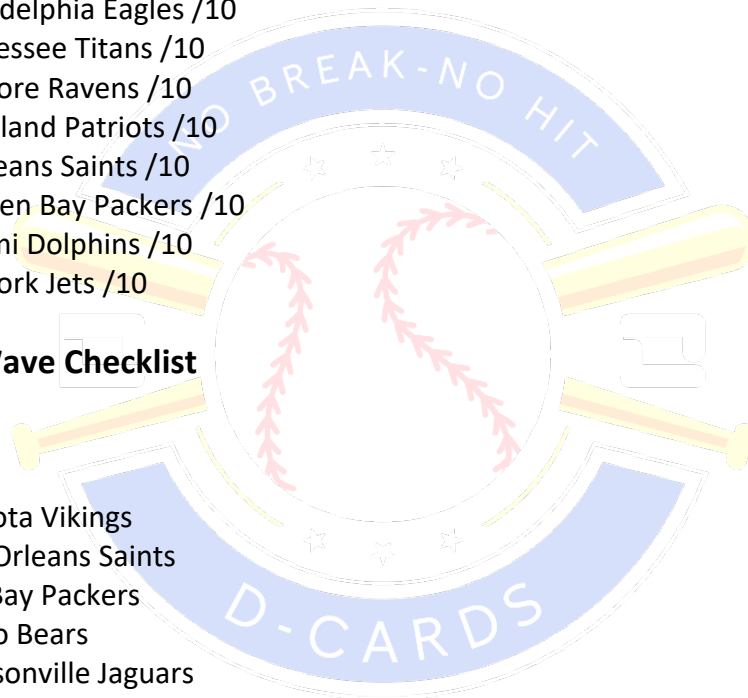 delphia Eagles /10
essee Titans /10
ore Ravens /10
land Patriots /10
eans Saints /10
en Bay Packers /10
ni Dolphins /10
ork Jets /10
NO BREAK-NO HIT
ave Checklist
ota Vikings
Orleans Saints
Bay Packers
o Bears
sonville Jaguars
D-CARDS